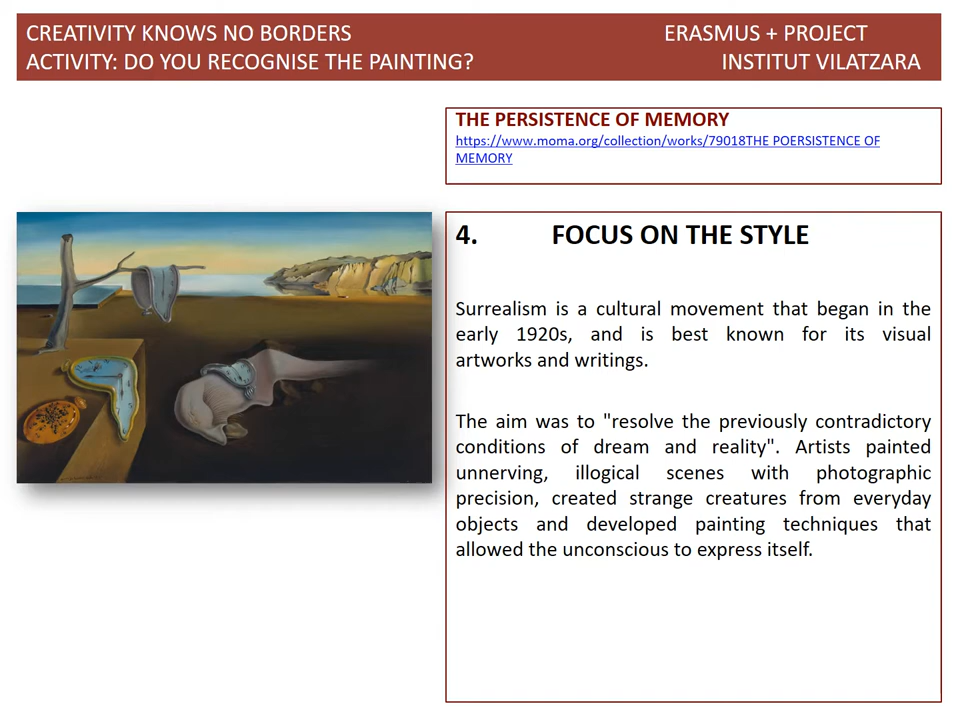 CREATIVITY KNOWS NO BORDERS ERASMUS + PROJECT
ACTIVITY: DO YOU RECOGNISE THE PAINTING? INSTITUT VILATZARA
THE PERSISTENCE OF MEMORY
https://www.moma.org/collection/works/79018THE POERSISTENCE OF
MEMORY
4. FOCUS ON THE STYLE
Surrealism is a cultural movement that began in the
early 1920s, and is best known for its visual
artworks and writings.
The aim was to "resolve the previously contradictory
conditions of dream and reality". Artists painted
unnerving, illogical scenes with photographic
precision, created strange creatures from everyday
objects and developed painting techniques that
allowed the unconscious to express itself.